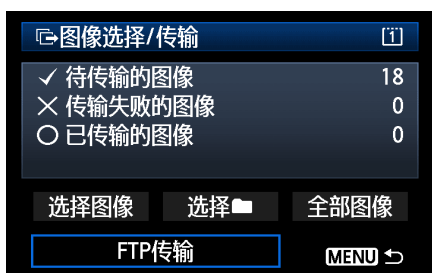 图像选择/传输 1
待传输的图像 18
传输失败的图像 0
已传输的图像 0
选择图像 选择 全部图像
FTP传输 MENU